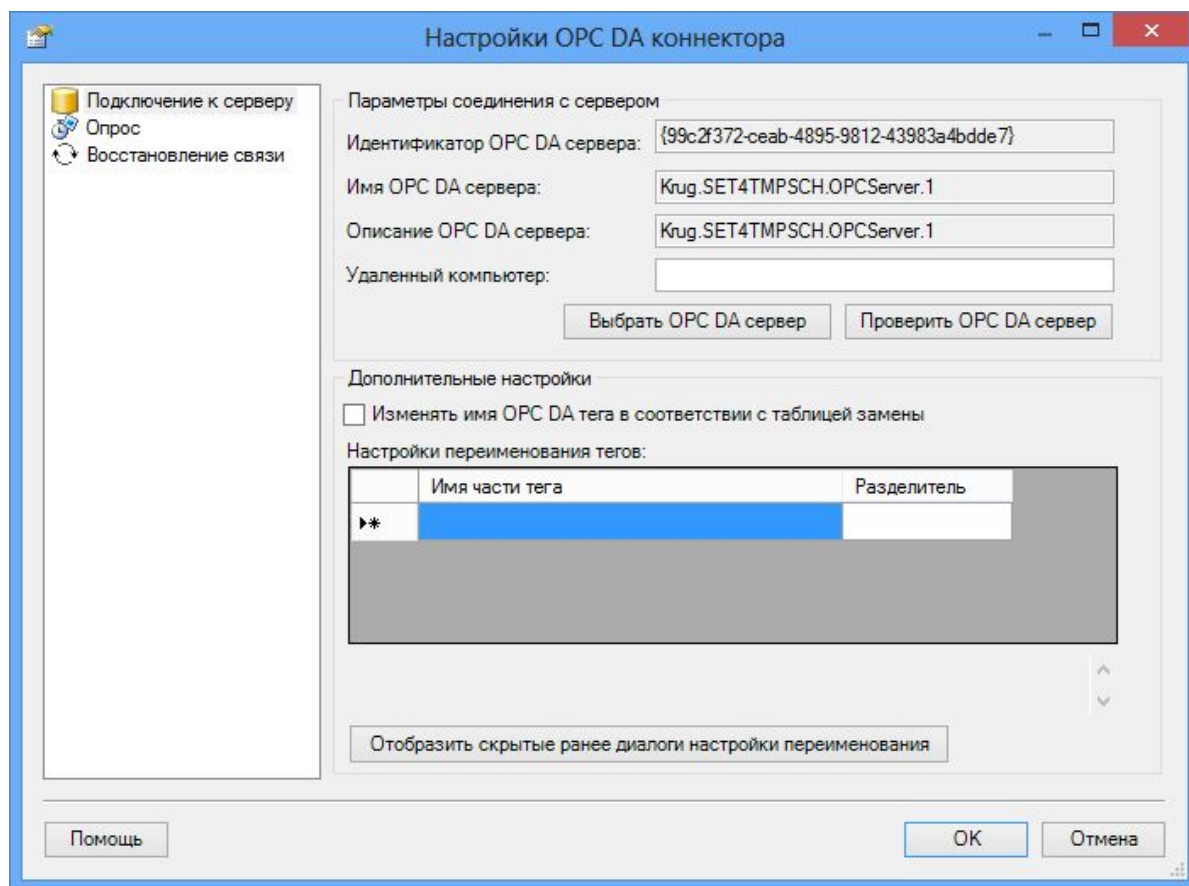 Настройки OPC DA коннектора
Подключение к серверу
Опрос
Восстановление связи
Параметры соединения с сервером
Идентификатор OPC DA сервера: {99c2f372-ceab-4895-9812-43983a4bdde7}
Имя OPC DA сервера: Krug.SET4TMPSCH.OPCServer.1
Описание OPC DA сервера: Krug.SET4TMPSCH.OPCServer.1
Удаленный компьютер:
Выбрать OPC DA сервер Проверить OPC DA сервер
Дополнительные настройки
Изменять имя OPC DA тега в соответствии с таблицей замены
Настройки переименования тегов:
Имя части тега Разделитель
Отобразить скрытые ранее диалоги настройки переименования
Помощь OK Отмена